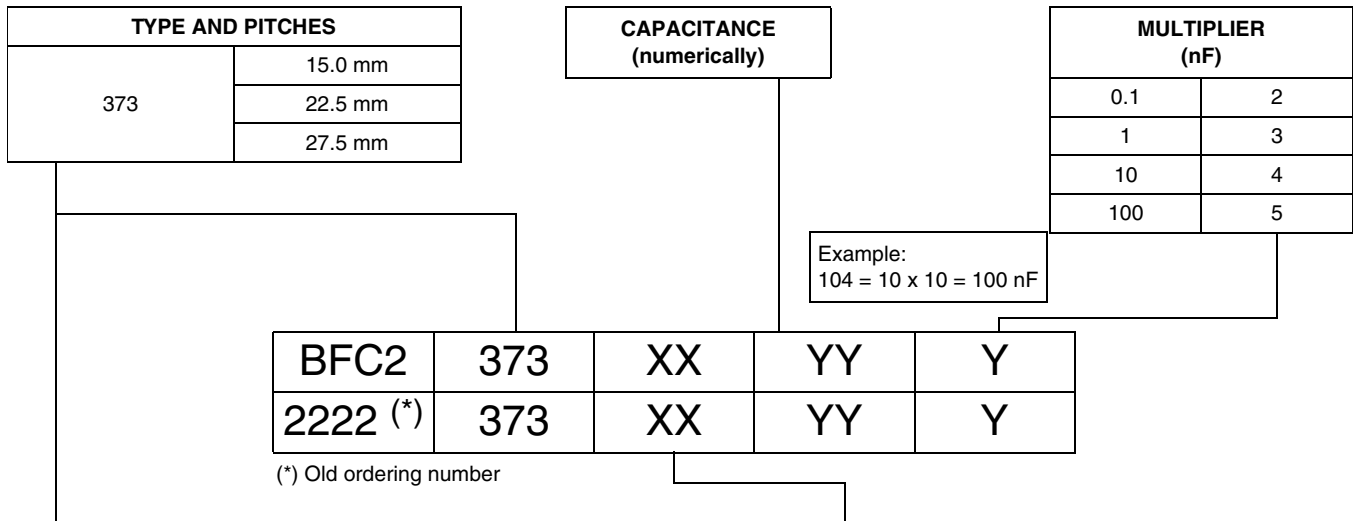 TYPE AND PITCHES
373
15.0 mm
22.5 mm
27.5 mm
CAPACITANCE
(numerically)
MULTIPLIER
(nF)
0.1 2
1 3
10 4
100 5
Example:
104 = 10 x 10 = 100 nF
BFC2 373 XX YY Y
2222 (*) 373 XX YY Y
(*) Old ordering number